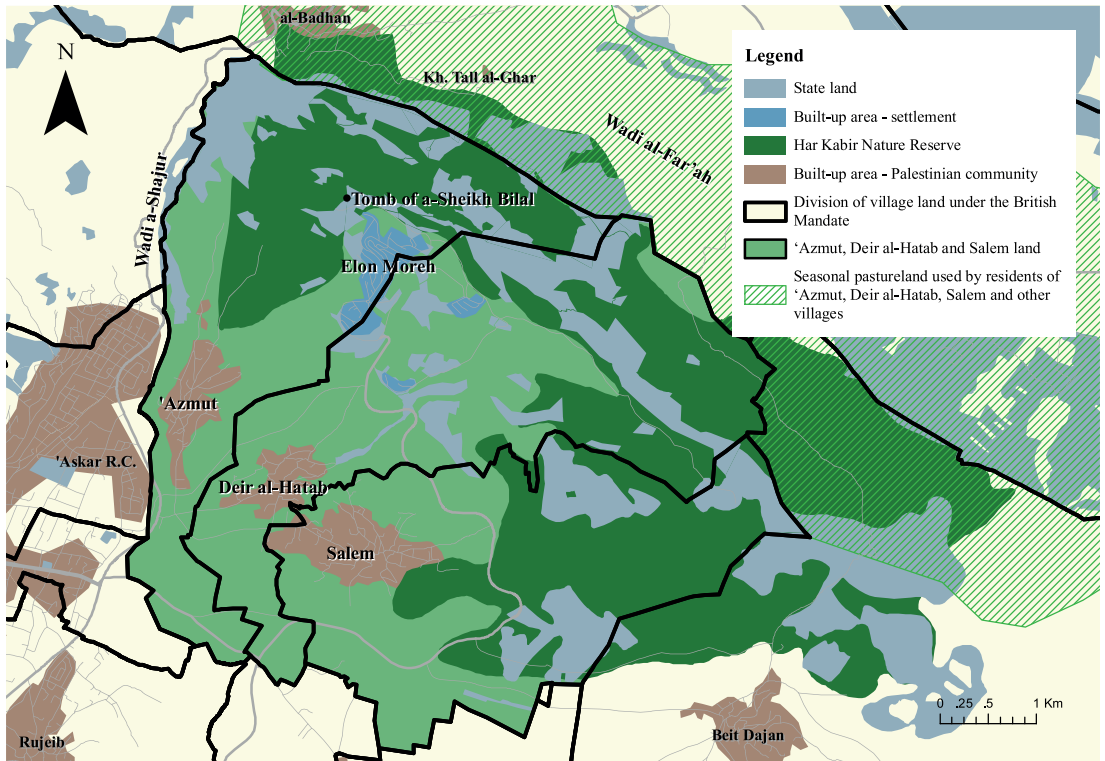 al-Badhan
N
Kh. Tall al-Ghar
Wadi al-Far'ah
Wadi a-Shajur
Tomb of a-Sheikh Bilal
Elon Moreh
'Azmut
'Askar R.C.
Deir al-Hatab
Salem
Rujeib
Beit Dajan
Legend
State land
Built-up area - settlement
Har Kabir Nature Reserve
Built-up area - Palestinian community
Division of village land under the British
Mandate
‘Azmut, Deir al-Hatab and Salem land
Seasonal pastureland used by residents of
‘Azmut, Deir al-Hatab, Salem and other
villages
0 .25 .5 1 Km